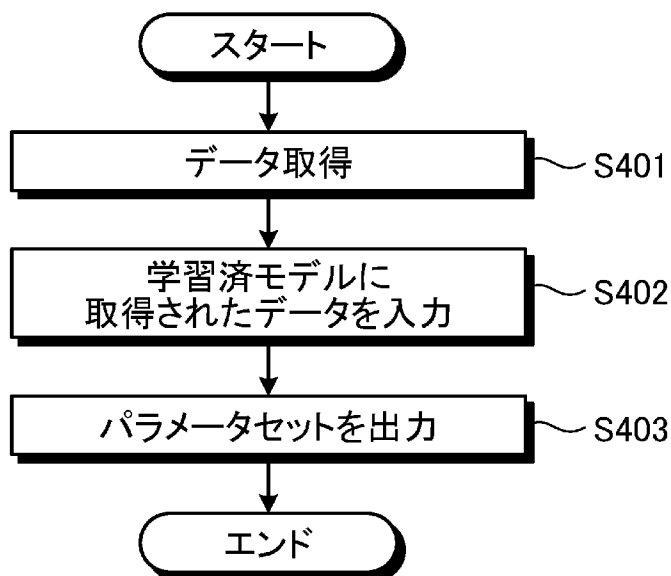 スタート
データ取得
S401
学習済モデルに
取得されたデータを入力
S402
パラメータセットを出力
S403
エンド